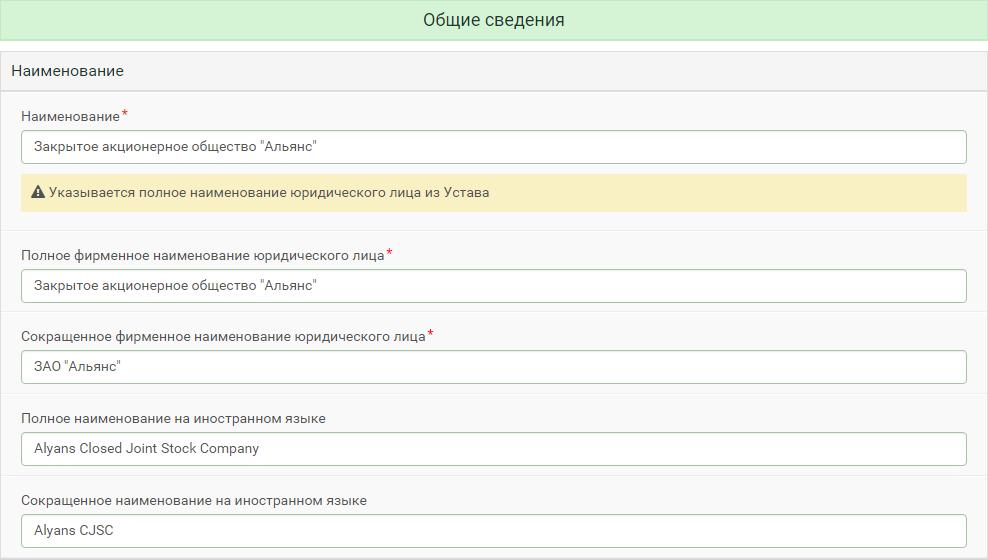 Общие сведения
Наименование
Наименование*
Закрытое акционерное общество "Альянс"
Указывается полное наименование юридического лица из Устава
Полное фирменное наименование юридического лица*
Закрытое акционерное общество "Альянс"
Сокращенное фирменное наименование юридического лица*
ЗАО "Альянс"
Полное наименование на иностранном языке
Alyans Closed Joint Stock Company
Сокращенное наименование на иностранном языке
Alyans CJSC